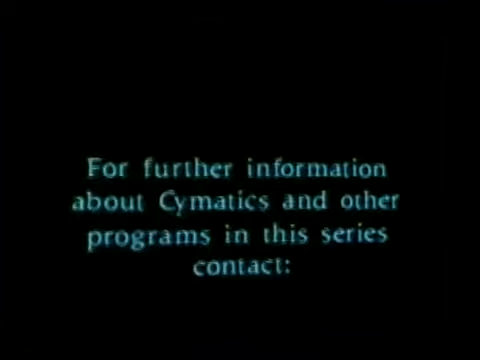 For further information
about Cymatics and other
programs in this series
contact: